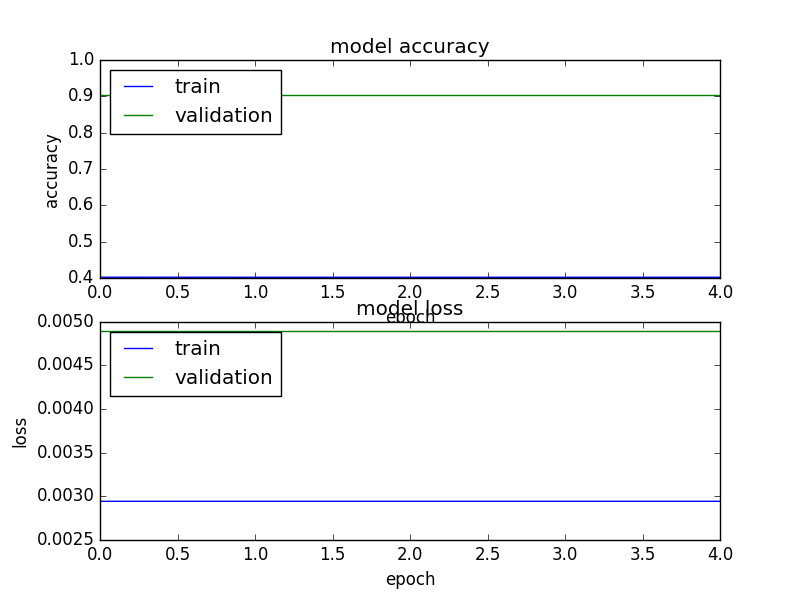 model accuracy
1.0
0.9
0.8
0.7
0.6
0.5
0.4
accuracy
train
validation
0.0 0.5 1.0 1.5 2.0 2.5 3.0 3.5 4.0
epoch
model loss
0.0050
0.0045
0.0040
0.0035
0.0030
0.0025
loss
train
validation
0.0 0.5 1.0 1.5 2.0 2.5 3.0 3.5 4.0
epoch